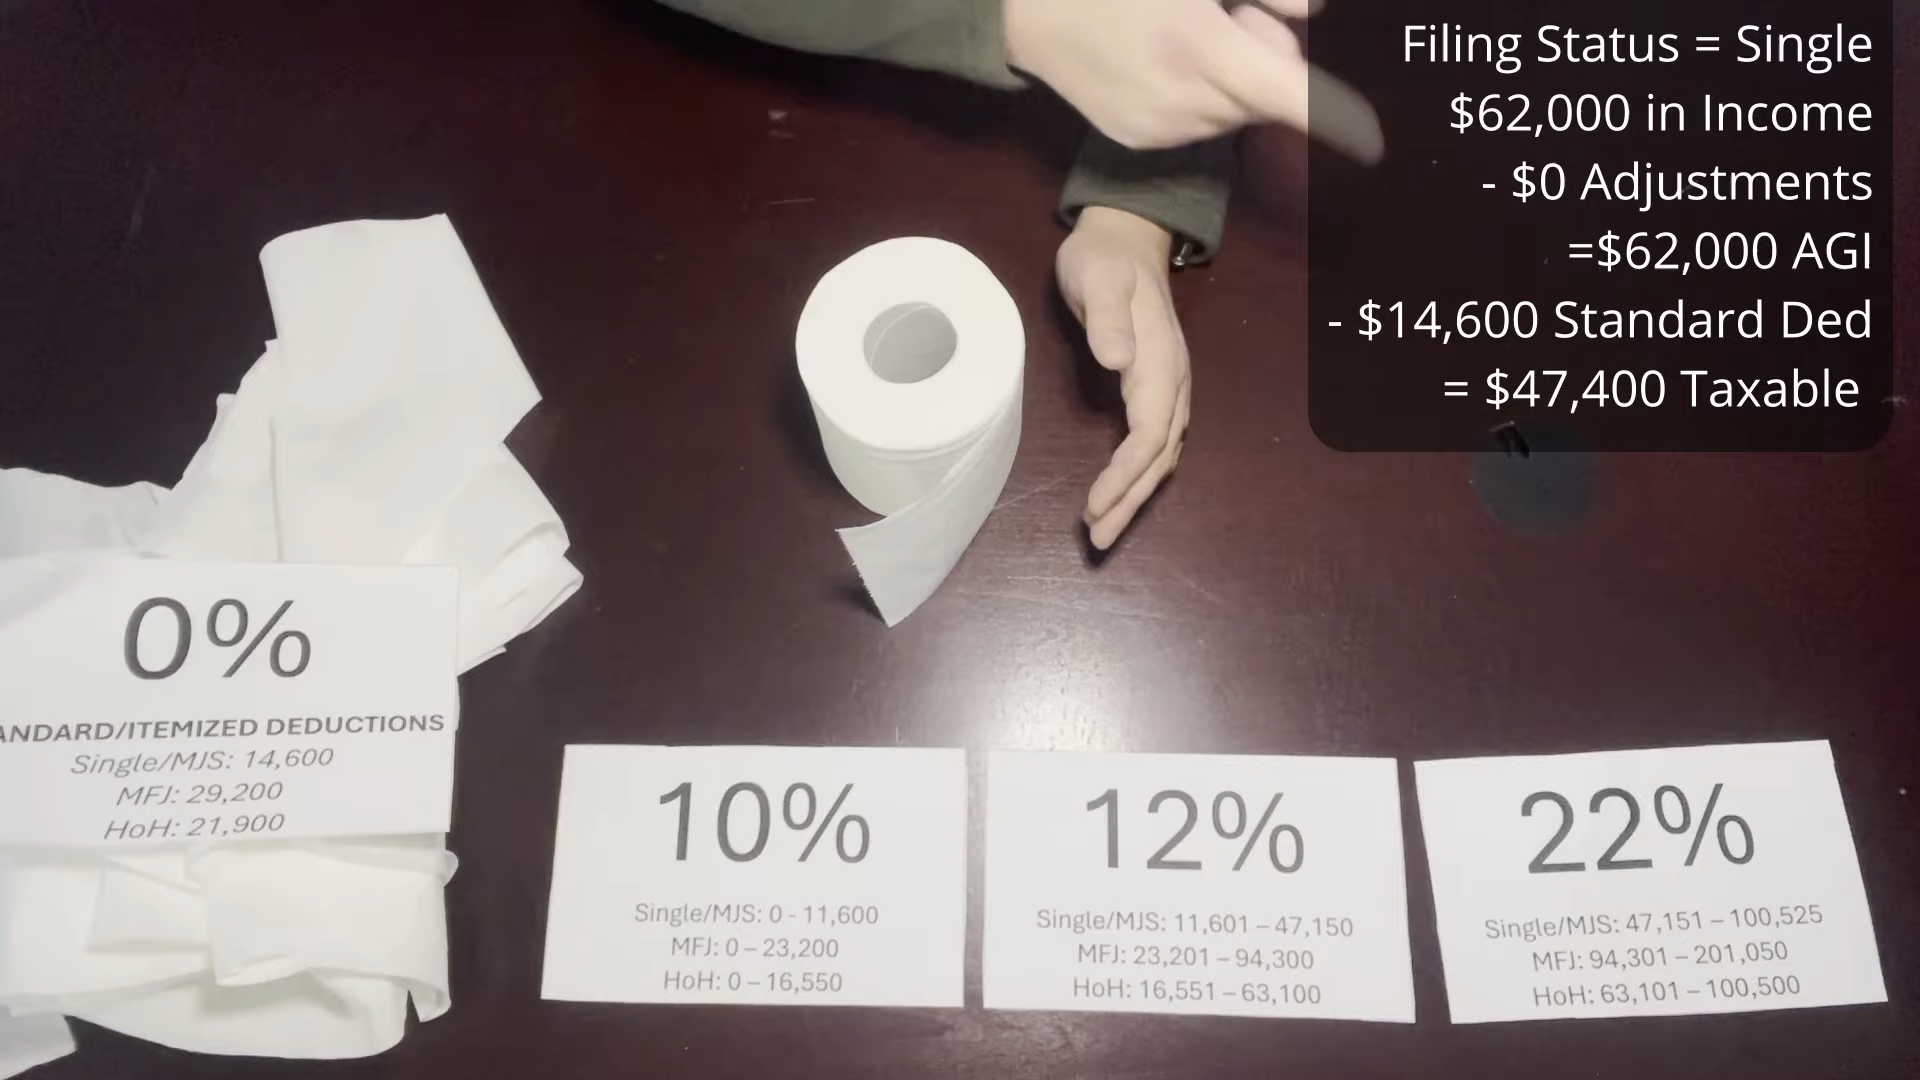 Filing Status = Single
$62,000 in Income
- $0 Adjustments
=$62,000 AGI
- $14,600 Standard Ded
= $47,400 Taxable
0%
ANDARD/ITEMIZED DEDUCTIONS
Single/MJS: 14,600
MFJ: 29,200
HoH: 21,900
10%
Single/MJS: 0 - 11,600
MFJ: 0 – 23,200
HoH: 0 – 16,550
12%
Single/MJS: 11,601 – 47,150
MFJ: 23,201 – 94,300
HoH: 16,551 – 63,100
22%
Single/MJS: 47,151 – 100,525
MFJ: 94,301 – 201,050
HoH: 63,101 – 100,500